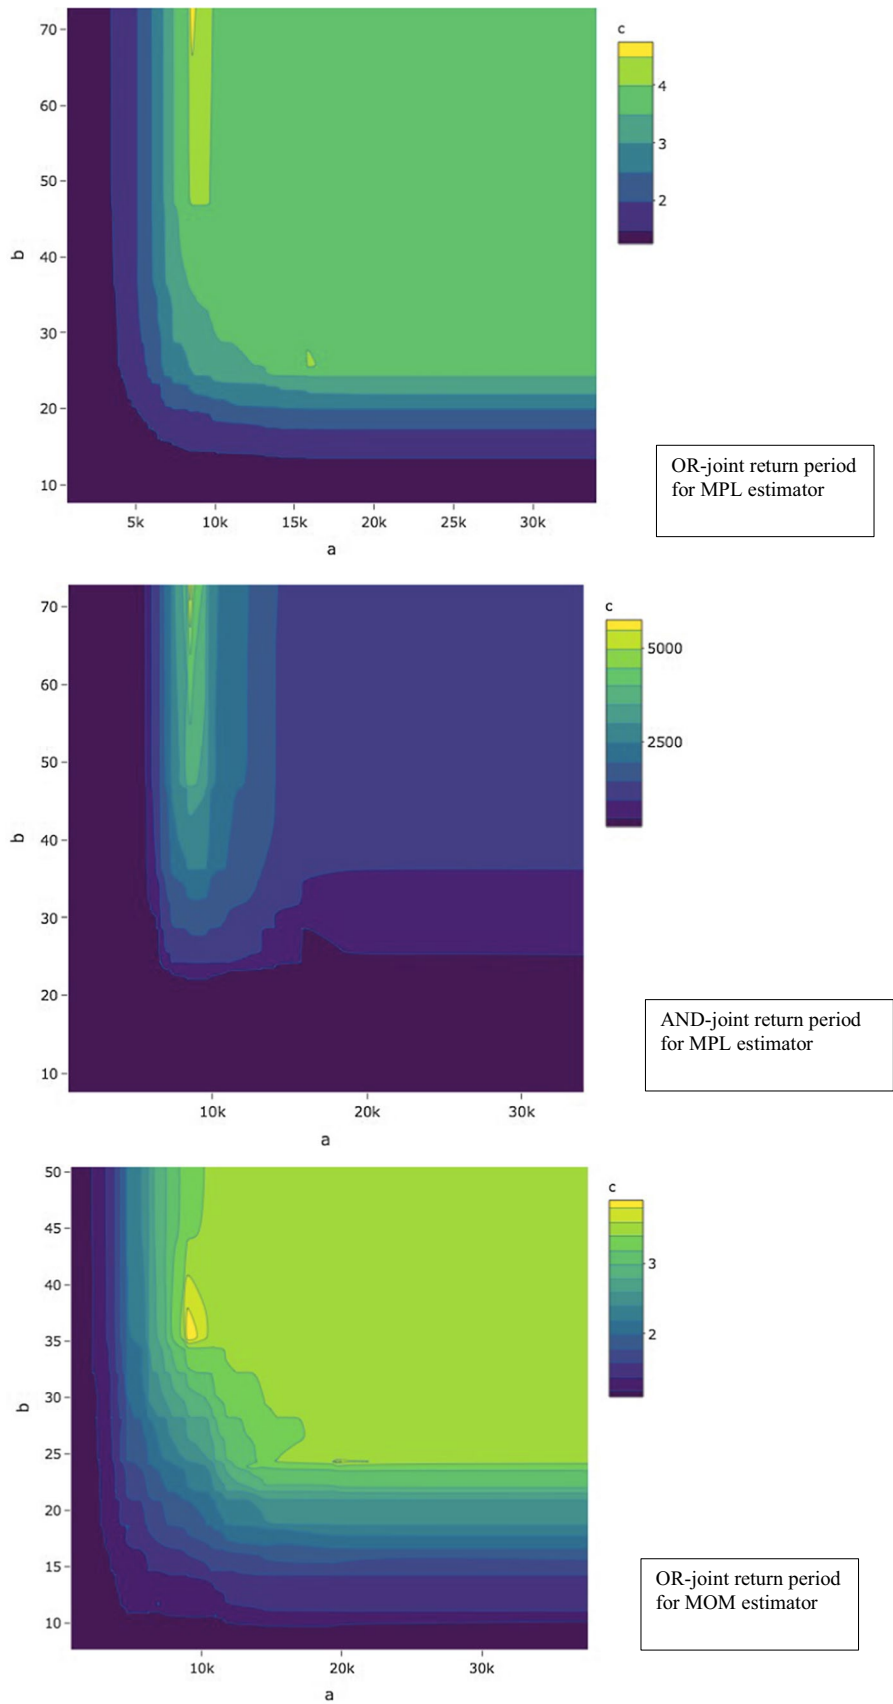 70
60
50
40
30
20
10
b
5k 10k 15k 20k 25k 30k
a
c
4
3
2
OR-joint return period
for MPL estimator
70
60
50
40
30
20
10
b
10k 20k 30k
a
c
5000
2500
AND-joint return period
for MPL estimator
50
45
40
35
30
25
20
15
10
b
10k 20k 30k
a
c
3
2
OR-joint return period
for MOM estimator